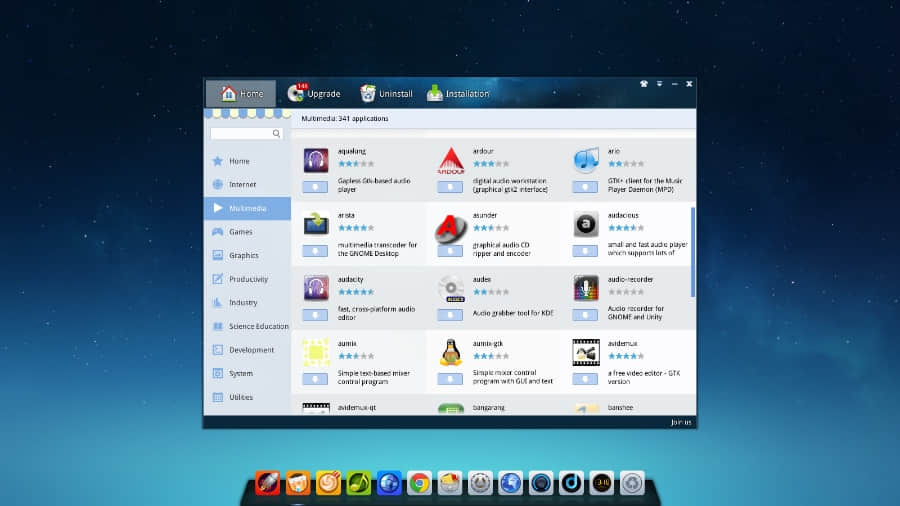 Home
148
Upgrade
Uninstall
Installation
Multimedia: 341 applications
Home
Internet
Multimedia
Games
Graphics
Productivity
Industry
Science Education
Development
System
Utilities
aqualung
Gapless Gtk-based audio
player
ardour
ARDOUR
digital audio workstation
(graphical gtk2 interface)
ario
GTK+ client for the Music
Player Daemon (MPD)
arista
multimedia transcoder for
the GNOME Desktop
asunder
graphical audio CD
ripper and encoder
audacious
a
small and fast audio player
which supports lots of
audacity
fast, cross-platform audio
editor
audex
AUDEX
Audio grabber tool for KDE
audio-recorder
Audio recorder for
GNOME and Unity
aumix
Simple text-based mixer
control program
aumix-gtk
Simple mixer control
program with GUI and text
avidemux
a free video editor - GTK
version
avidemux-qt
bangarang
banshee
Join us